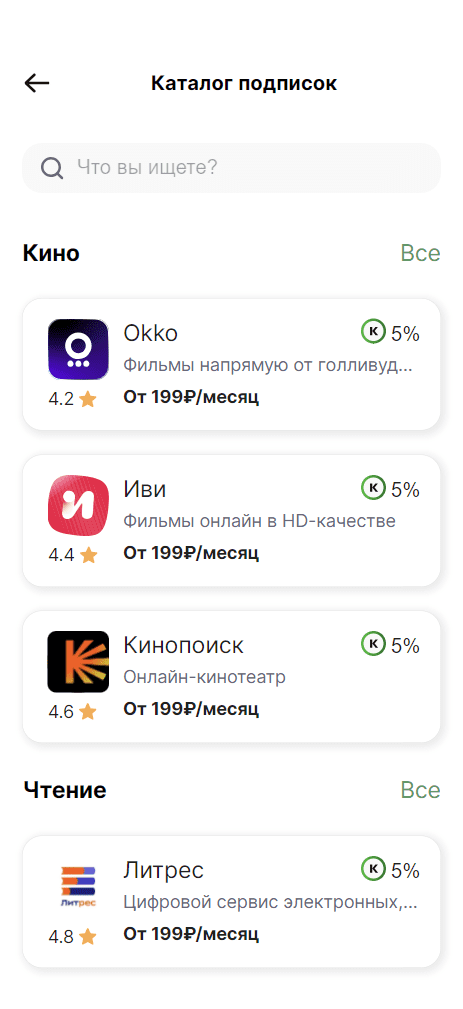 Каталог подписок
Что вы ищете?
Кино
Все
Okko
K 5%
Фильмы напрямую от голливуд...
4.2
От 199₽/месяц
Иви
K 5%
Фильмы онлайн в HD-качестве
4.4
От 199₽/месяц
Кинопоиск
K 5%
Онлайн-кинотеатр
4.6
От 199₽/месяц
Чтение
Все
Литрес
K 5%
Цифровой сервис электронных,...
Литрес
4.8
От 199₽/месяц